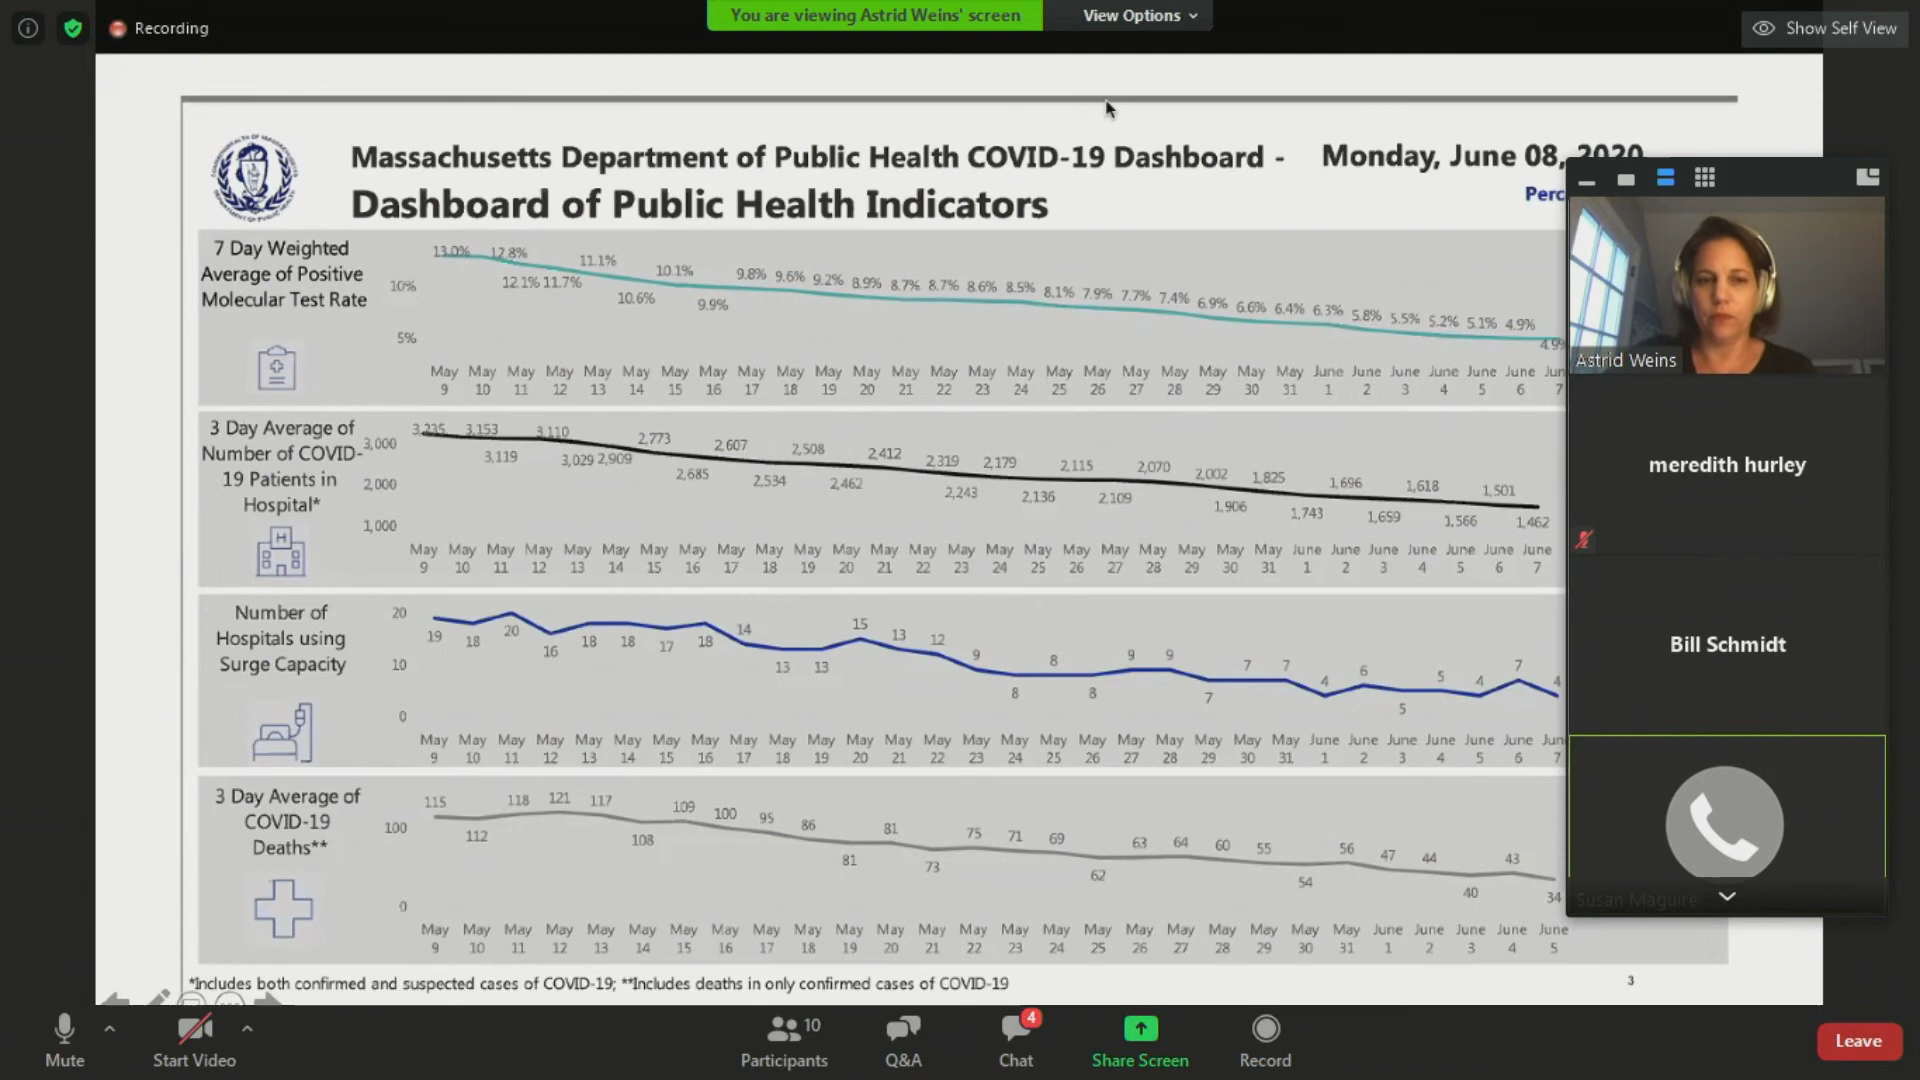 Recording
You are viewing Astrid Weins' screen
View Options
Show Self View
Massachusetts Department of Public Health COVID-19 Dashboard -
Monday, June 08, 2020
Dashboard of Public Health Indicators
Perc
7 Day Weighted
Average of Positive
Molecular Test Rate
10%
5%
13.0% 12.8% 11.1% 10.1% 9.8% 9.6% 9.2% 8.9% 8.7% 8.7% 8.6% 8.5% 8.1% 7.9% 7.7% 7.4% 6.9% 6.6% 6.4% 6.3% 5.8% 5.5% 5.2% 5.1% 4.9%
12.1% 11.7% 10.6% 9.9% 4.9%
May May May May May May May May May May May May May May May May May May May May May May May June June June June June June Jun
9 10 11 12 13 14 15 16 17 18 19 20 21 22 23 24 25 26 27 28 29 30 31 1 2 3 4 5 6 7
3 Day Average of
Number of COVID-
19 Patients in
Hospital*
3,000
2,000
1,000
3,235 3,153 3,110 2,773 2,607 2,508 2,412 2,319 2,179 2,115 2,070 2,002 1,825 1,696 1,618 1,501
3,119 3,029 2,909 2,685 2,534 2,462 2,243 2,136 2,109 1,906 1,743 1,659 1,566 1,462
May May May May May May May May May May May May May May May May May May May May May May May June June June June June June June
9 10 11 12 13 14 15 16 17 18 19 20 21 22 23 24 25 26 27 28 29 30 31 1 2 3 4 5 6 7
Number of
Hospitals using
Surge Capacity
20
10
0
14 15 13 12 9 8 9 9 7 7 4 6 5 4 7 4
19 18 20 16 18 18 17 18 13 13 8 8 7 5
May May May May May May May May May May May May May May May May May May May May May May May June June June June June June Jun
9 10 11 12 13 14 15 16 17 18 19 20 21 22 23 24 25 26 27 28 29 30 31 1 2 3 4 5 6 7
3 Day Average of
COVID-19
Deaths**
100
0
115 118 121 117 109 100 95 86 81 75 71 69 63 64 60 55 56 47 44 43
112 108 81 73 62 54 40 34
May May May May May May May May May May May May May May May May May May May May May May May June June June June June
9 10 11 12 13 14 15 16 17 18 19 20 21 22 23 24 25 26 27 28 29 30 31 1 2 3 4 5
*Includes both confirmed and suspected cases of COVID-19; **Includes deaths in only confirmed cases of COVID-19
3
Astrid Weins
meredith hurley
Bill Schmidt
Susan Maguire
Mute
Start Video
10
Participants
Q&A
4
Chat
Share Screen
Record
Leave